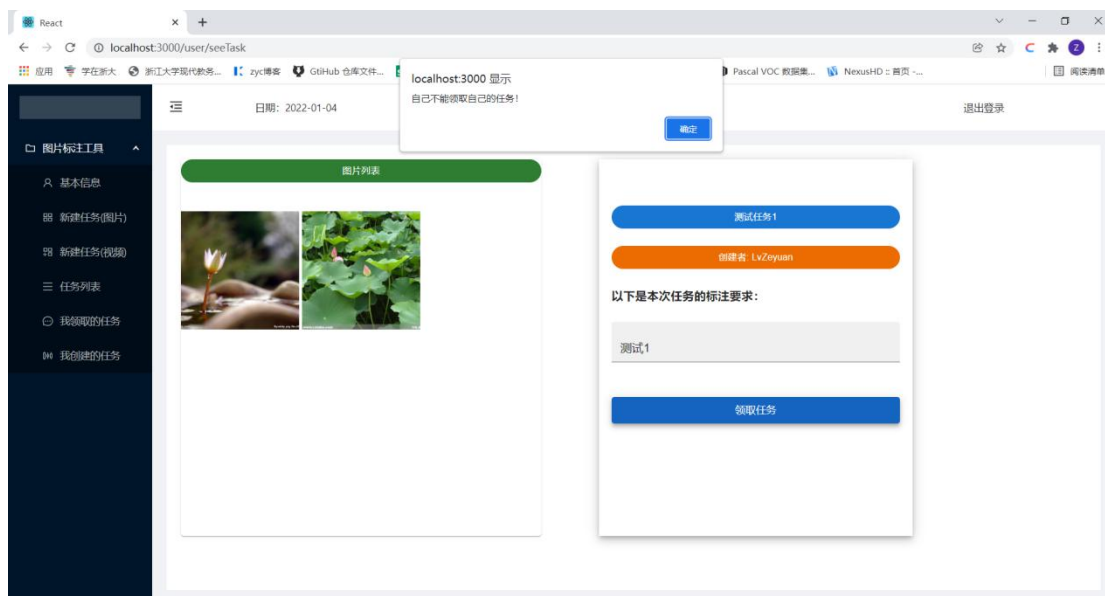 React
localhost:3000/user/seeTask
应用 学在浙大 浙江大学现代教务... zyc博客 GtiHub 仓库文件... Pascal VOC 数据集... NexusHD :: 首页 -... 阅读清单
localhost:3000 显示
自己不能领取自己的任务!
确定
日期: 2022-01-04
退出登录
图片标注工具
基本信息
新建任务(图片)
新建任务(视频)
任务列表
我领取的任务
我创建的任务
图片列表
测试任务1
创建者: LvZeyuan
以下是本次任务的标注要求:
测试1
领取任务